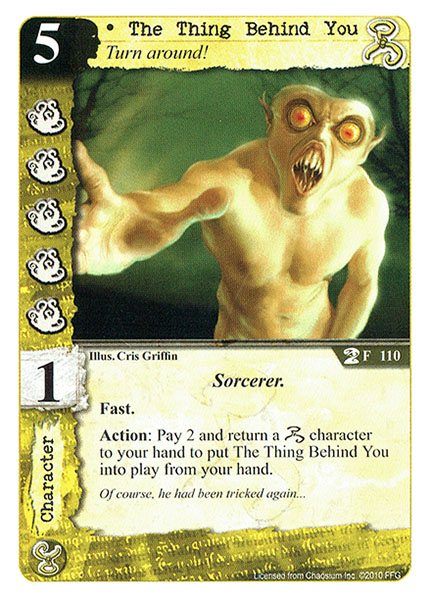 5
• The Thing Behind You
Turn around!
Illus. Cris Griffin
F 110
1
Sorcerer.
Fast.
Action: Pay 2 and return a character
to your hand to put The Thing Behind You
into play from your hand.
Of course, he had been tricked again...
Character
Licensed from Chaosium Inc. ©2010 FFG